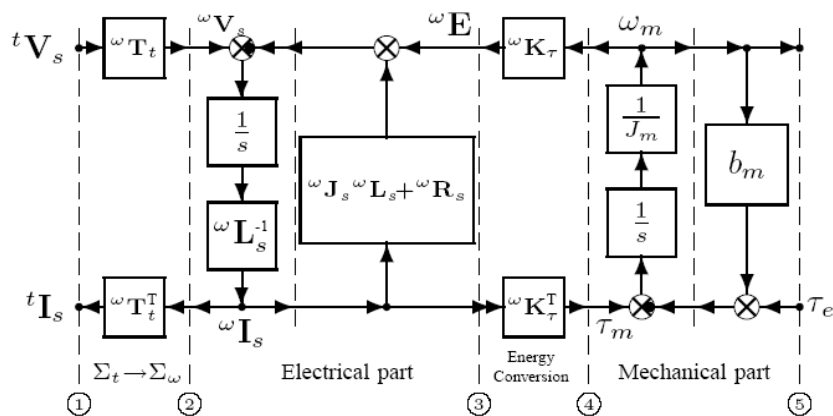 ᵗVₛ
ωTₜ
ωVₛ
ωE
ωK_τ
ω_m
1/s
1/J_m
b_m
ωJₛ ωLₛ + ωRₛ
ωLₛ⁻¹
1/s
ᵗIₛ
ωTₜᵀ
ωIₛ
ωK_τᵀ
τ_m
τ_e
Σₜ→Σ_ω
Electrical part
Energy
Conversion
Mechanical part
① ② ③ ④ ⑤